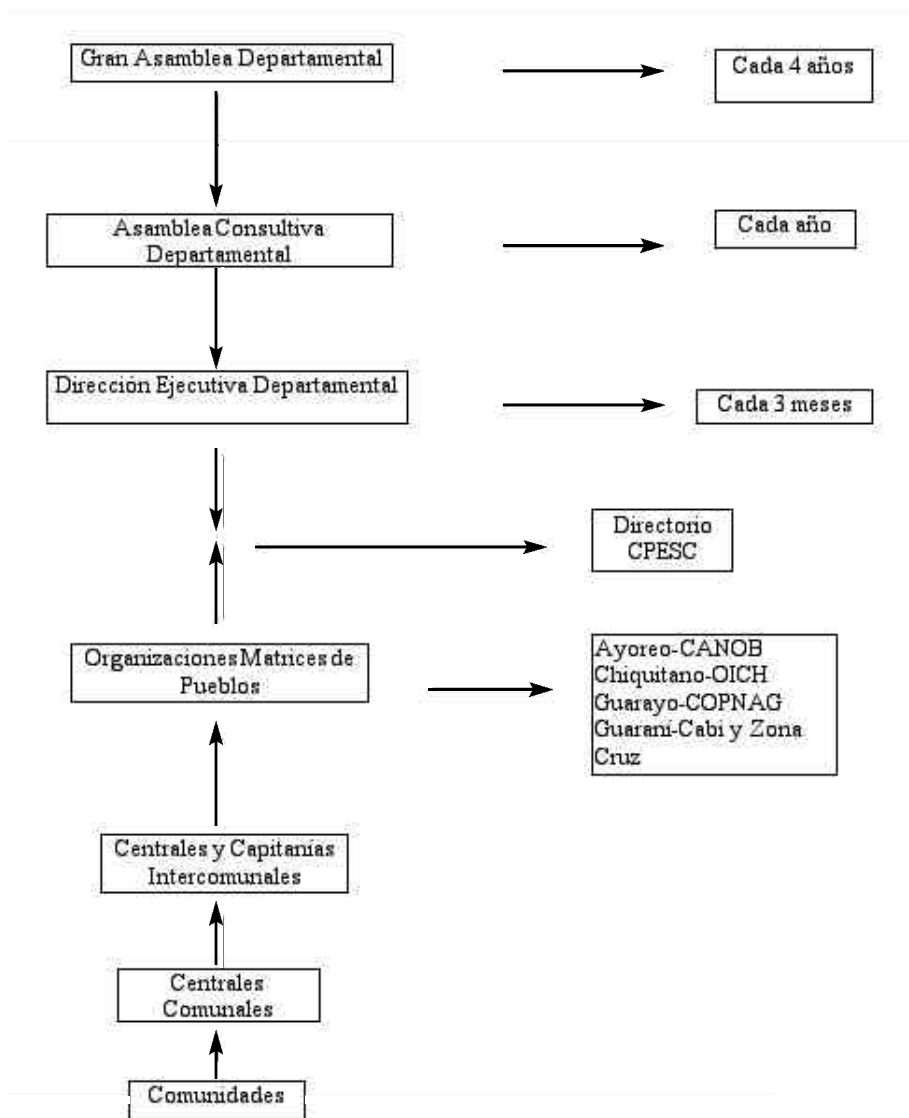 Gran Asamblea Departamental
Cada 4 años
Asamblea Consultiva
Departamental
Cada año
Dirección Ejecutiva Departamental
Cada 3 meses
Directorio
CPESC
Organizaciones Matrices de
Pueblos
Ayoreo-CANOB
Chiquitano-OICH
Guarayo-COPNAG
Guaraní-Cabi y Zona
Cruz
Centrales y Capitanías
Intercomunales
Centrales
Comunales
Comunidades